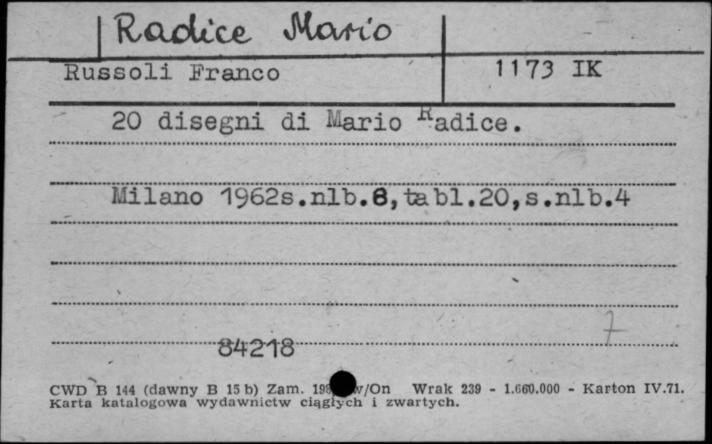 Radice Mario
Russoli Franco 1173 IK
20 disegni di Mario Radice.
Milano 1962s.nlb.8,tabl.20,s.nlb.4
7
84218
CWD B 144 (dawny B 15 b) Zam. w/On Wrak 239 - 1.660.000 - Karton IV.71.
Karta katalogowa wydawnictw ciągłych i zwartych.